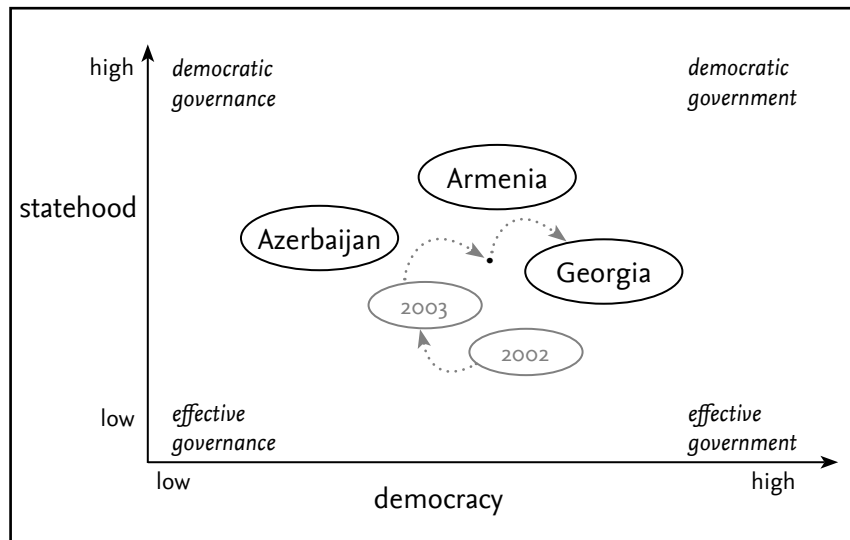 high
democratic
governance
democratic
government
Armenia
statehood
Azerbaijan
Georgia
2003
2002
low
effective
governance
effective
government
low
high
democracy